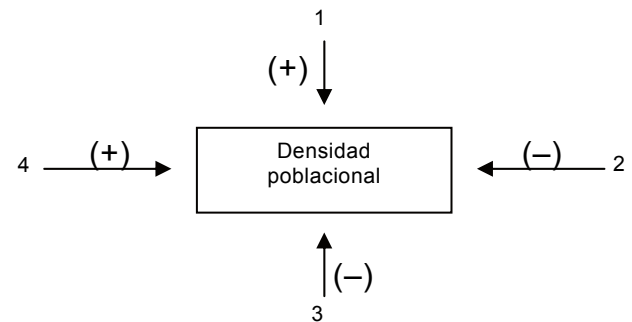 1
(+)
4 (+) Densidad (–) 2
poblacional
(–)
3